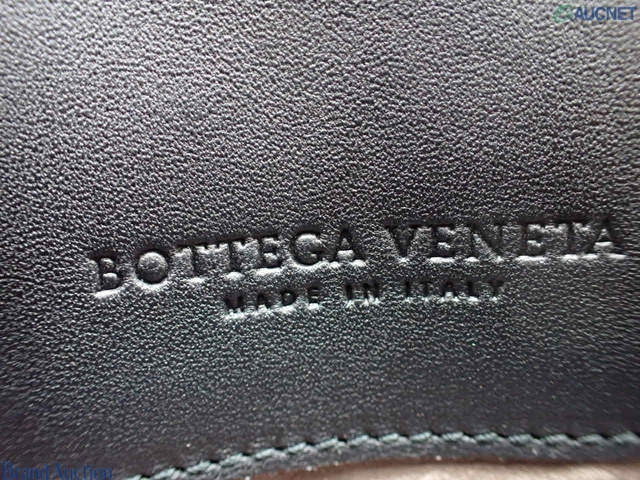 AUCNET
BOTTEGA VENETA
MADE IN ITALY
Brand Auction